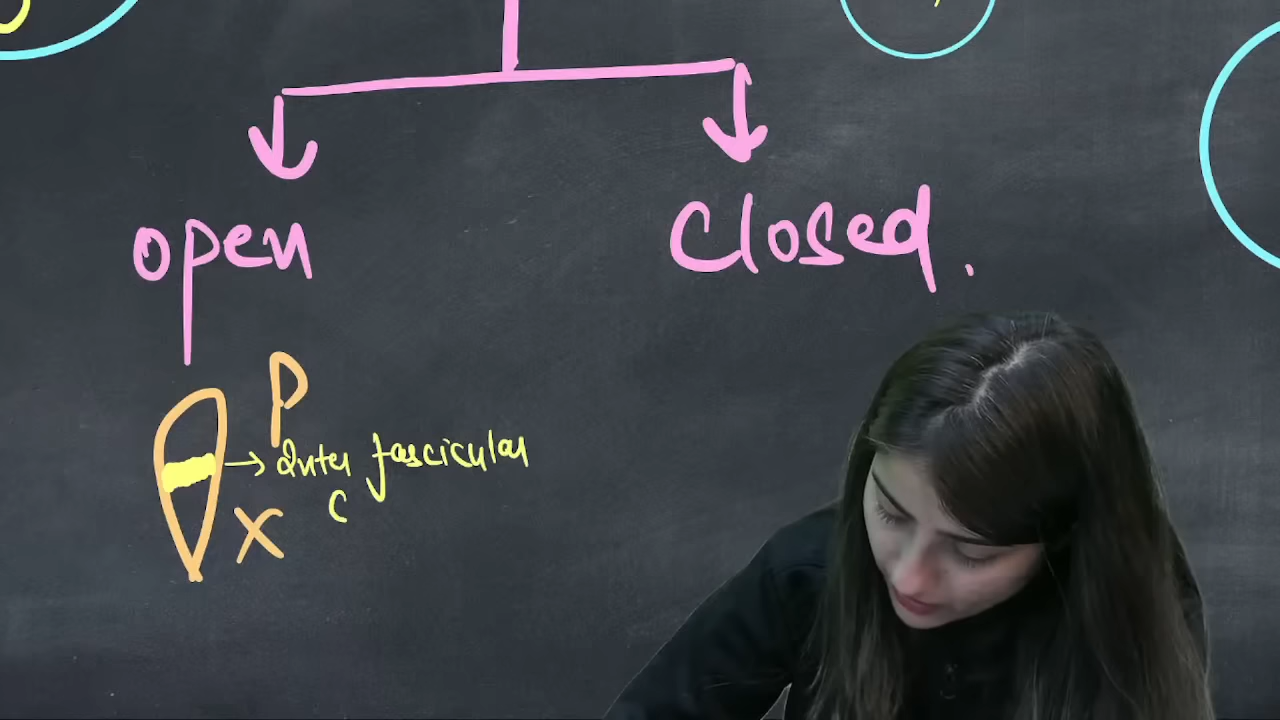 open
closed.
P
Inter fascicular
C
X